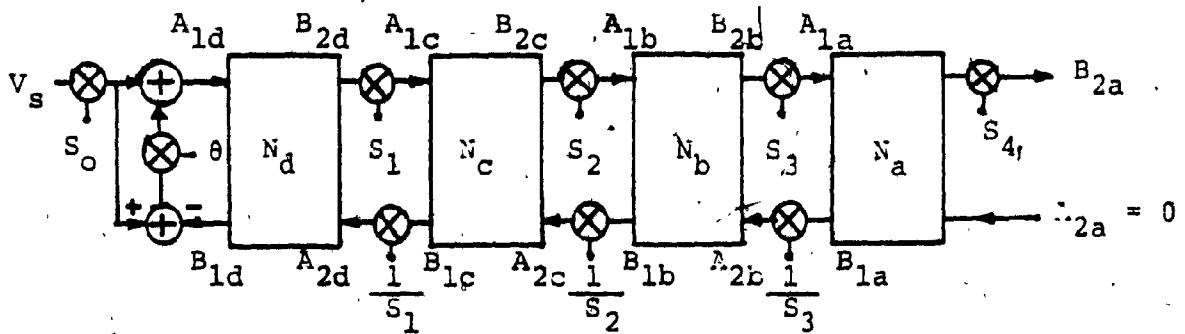 A1d B2d A1c B2c A1b B2b A1a
Vs B2a
S0 θ Nd S1 Nc S2 Nb S3 Na S4
+ − 2a = 0
B1d A2d B1c A2c B1b A2b B1a
1/S1 1/S2 1/S3